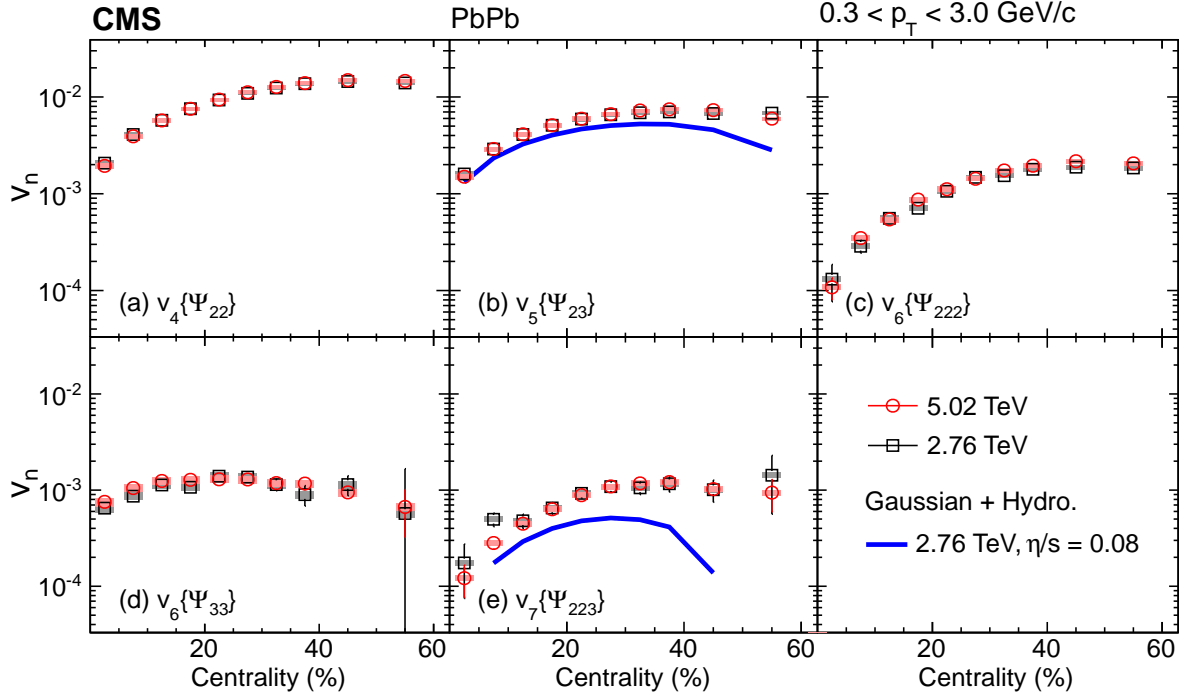 CMS PbPb 0.3 < p_T < 3.0 GeV/c
v_n
10^-2
10^-3
10^-4
(a) v_4{Ψ_22} (b) v_5{Ψ_23} (c) v_6{Ψ_222}
v_n
10^-2
10^-3
10^-4
5.02 TeV
2.76 TeV
Gaussian + Hydro.
2.76 TeV, η/s = 0.08
(d) v_6{Ψ_33} (e) v_7{Ψ_223}
20 40 60 0 20 40 60 0 20 40 60
Centrality (%) Centrality (%) Centrality (%)